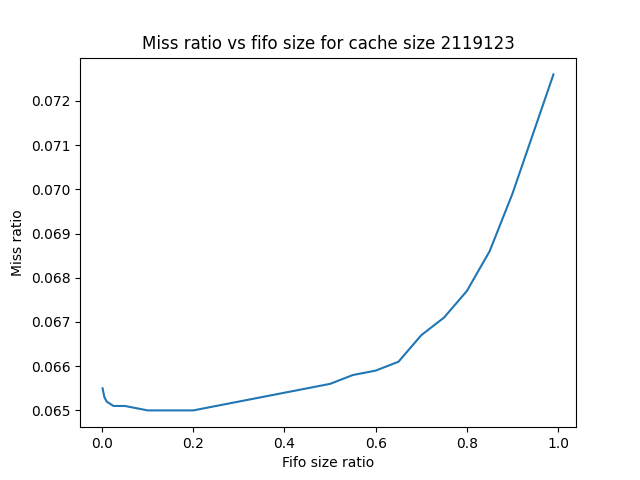 Miss ratio vs fifo size for cache size 2119123
0.072
0.071
0.070
0.069
0.068
0.067
0.066
0.065
Miss ratio
0.0 0.2 0.4 0.6 0.8 1.0
Fifo size ratio